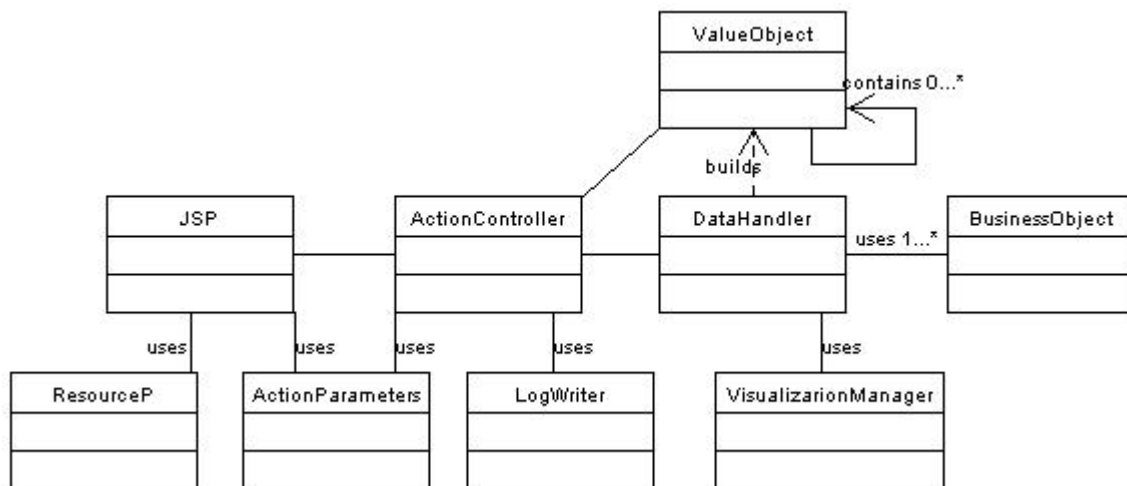 ValueObject
contains 0...*
builds
JSP
ActionController
DataHandler
uses 1...*
BusinessObject
uses
uses
uses
uses
uses
ResourceP
ActionParameters
LogWriter
VisualizarionManager